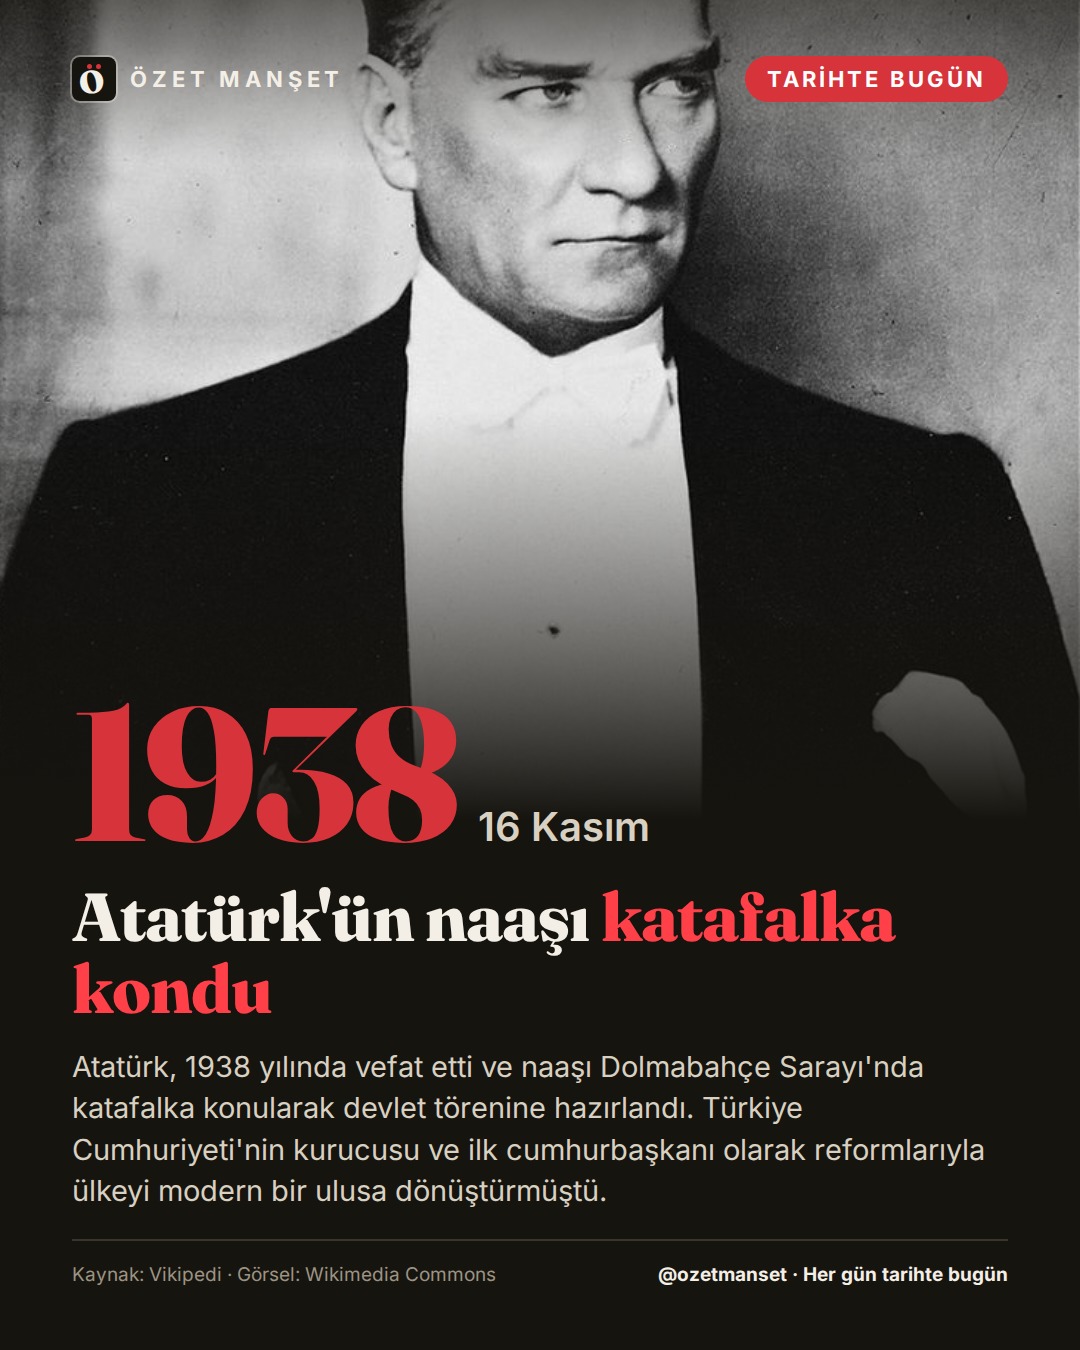 ö ÖZET MANŞET
TARİHTE BUGÜN
1938 16 Kasım
Atatürk'ün naaşı katafalka
kondu
Atatürk, 1938 yılında vefat etti ve naaşı Dolmabahçe Sarayı'nda
katafalka konularak devlet törenine hazırlandı. Türkiye
Cumhuriyeti'nin kurucusu ve ilk cumhurbaşkanı olarak reformlarıyla
ülkeyi modern bir ulusa dönüştürmüştü.
Kaynak: Vikipedi · Görsel: Wikimedia Commons
@ozetmanset · Her gün tarihte bugün